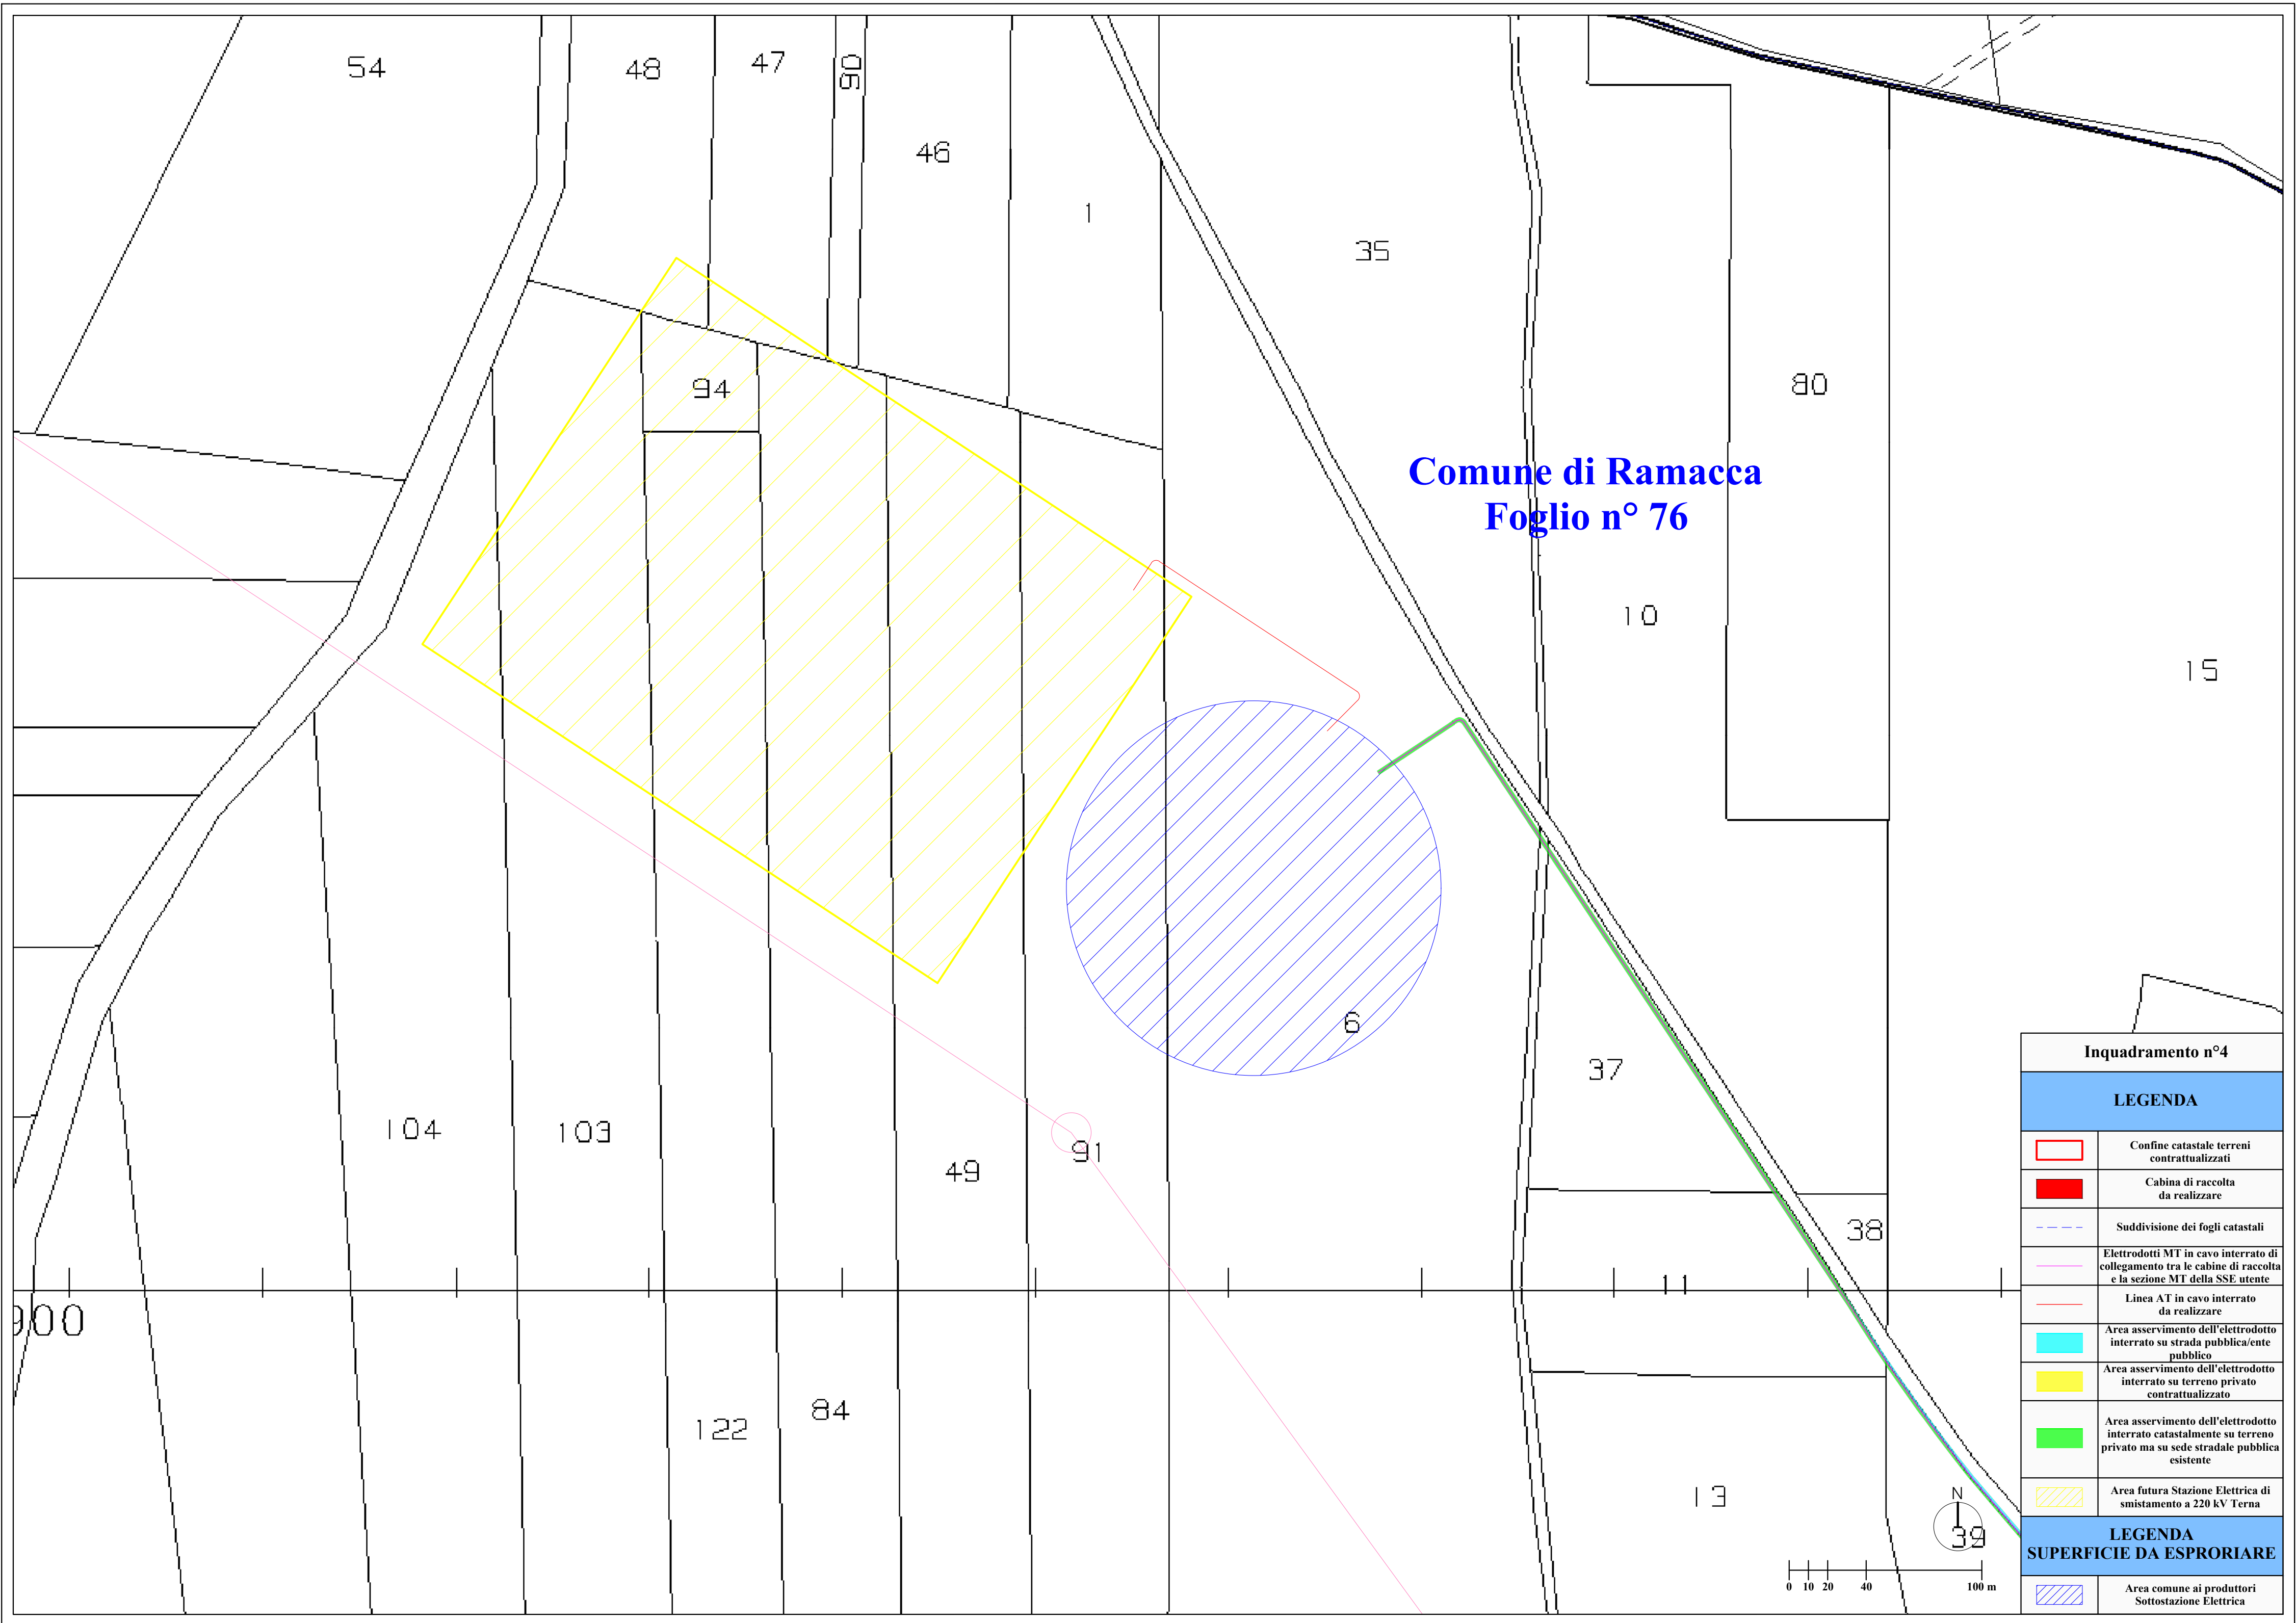 54
48
47
90
46
1
35
94
80
Comune di Ramacca
Foglio n° 76
10
15
6
37
104
103
49
91
38
11
900
122
84
13
39
N
0 10 20 40 100 m
Inquadramento n°4
LEGENDA
Confine catastale terreni
contrattualizzati
Cabina di raccolta
da realizzare
Suddivisione dei fogli catastali
Elettrodotti MT in cavo interrato di
collegamento tra le cabine di raccolta
e la sezione MT della SSE utente
Linea AT in cavo interrato
da realizzare
Area asservimento dell'elettrodotto
interrato su strada pubblica/ente
pubblico
Area asservimento dell'elettrodotto
interrato su terreno privato
contrattualizzato
Area asservimento dell'elettrodotto
interrato catastalmente su terreno
privato ma su sede stradale pubblica
esistente
Area futura Stazione Elettrica di
smistamento a 220 kV Terna
LEGENDA
SUPERFICIE DA ESPRORIARE
Area comune ai produttori
Sottostazione Elettrica